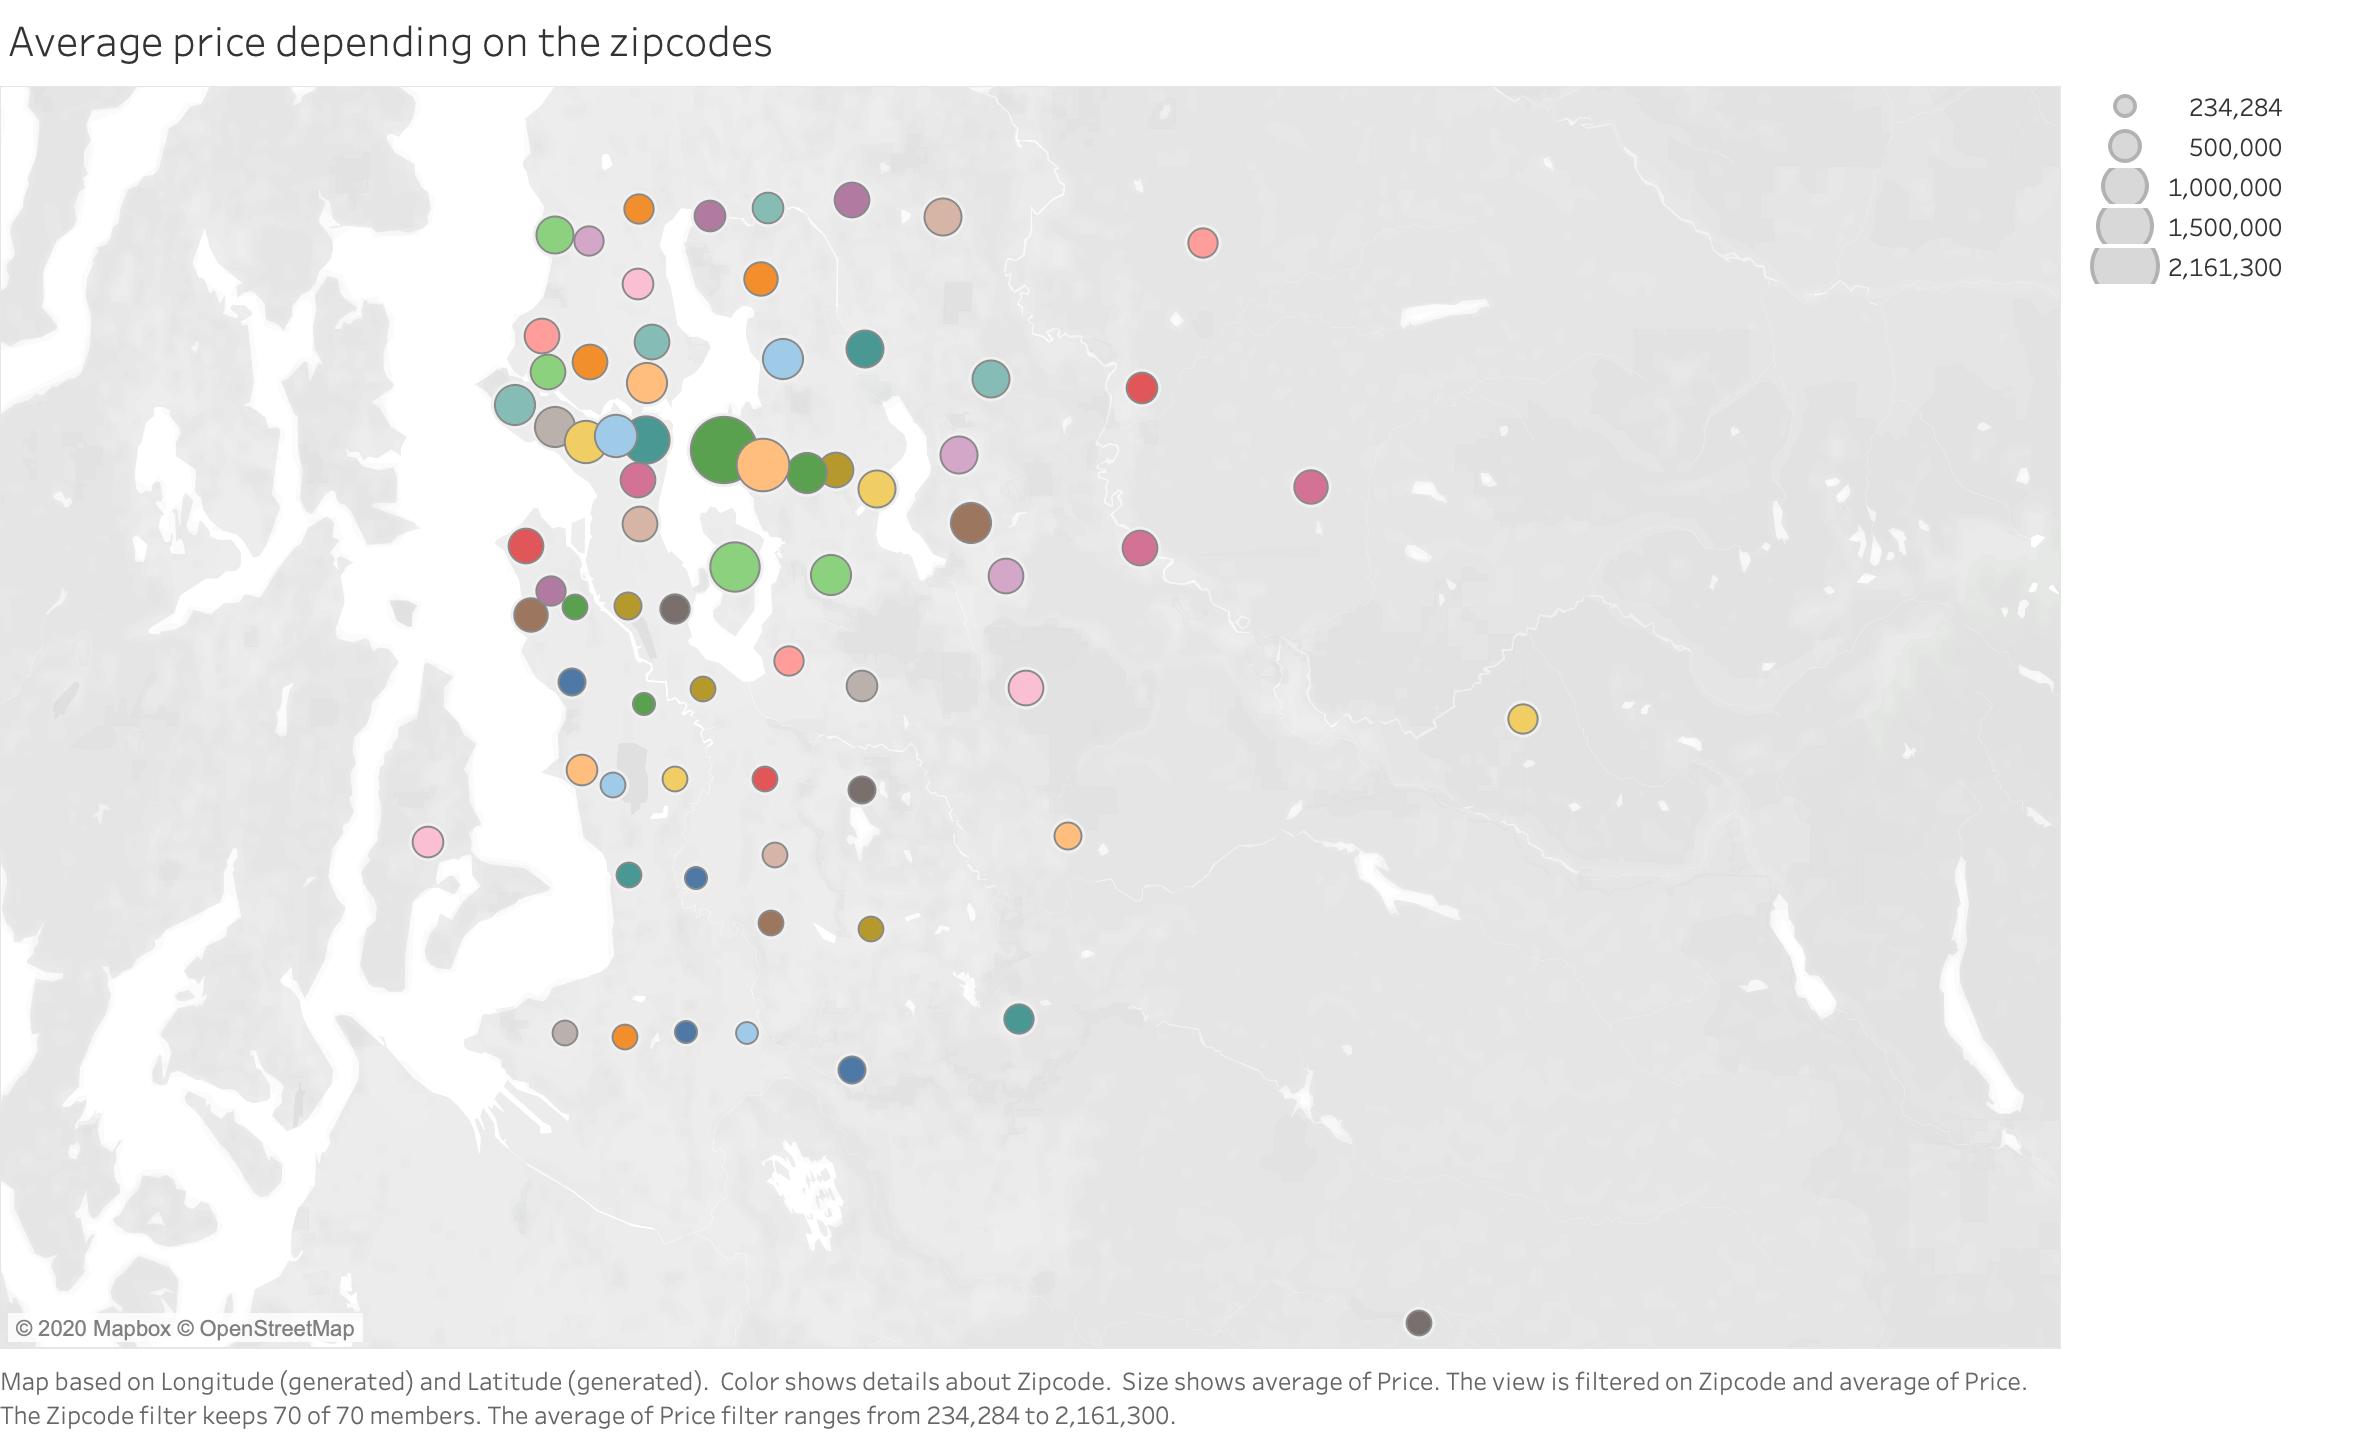 Average price depending on the zipcodes
234,284
500,000
1,000,000
1,500,000
2,161,300
© 2020 Mapbox © OpenStreetMap
Map based on Longitude (generated) and Latitude (generated).  Color shows details about Zipcode.  Size shows average of Price. The view is filtered on Zipcode and average of Price.
The Zipcode filter keeps 70 of 70 members. The average of Price filter ranges from 234,284 to 2,161,300.